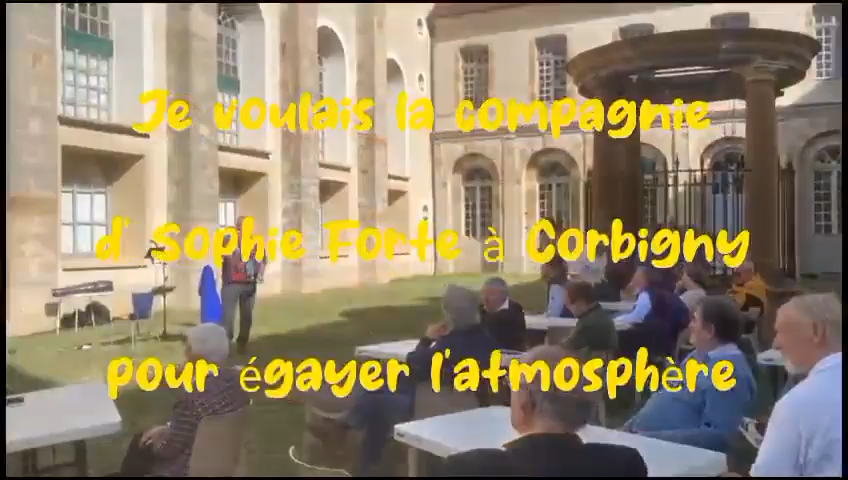 Je voulais la compagnie
d' Sophie Forte à Corbigny
pour égayer l'atmosphère